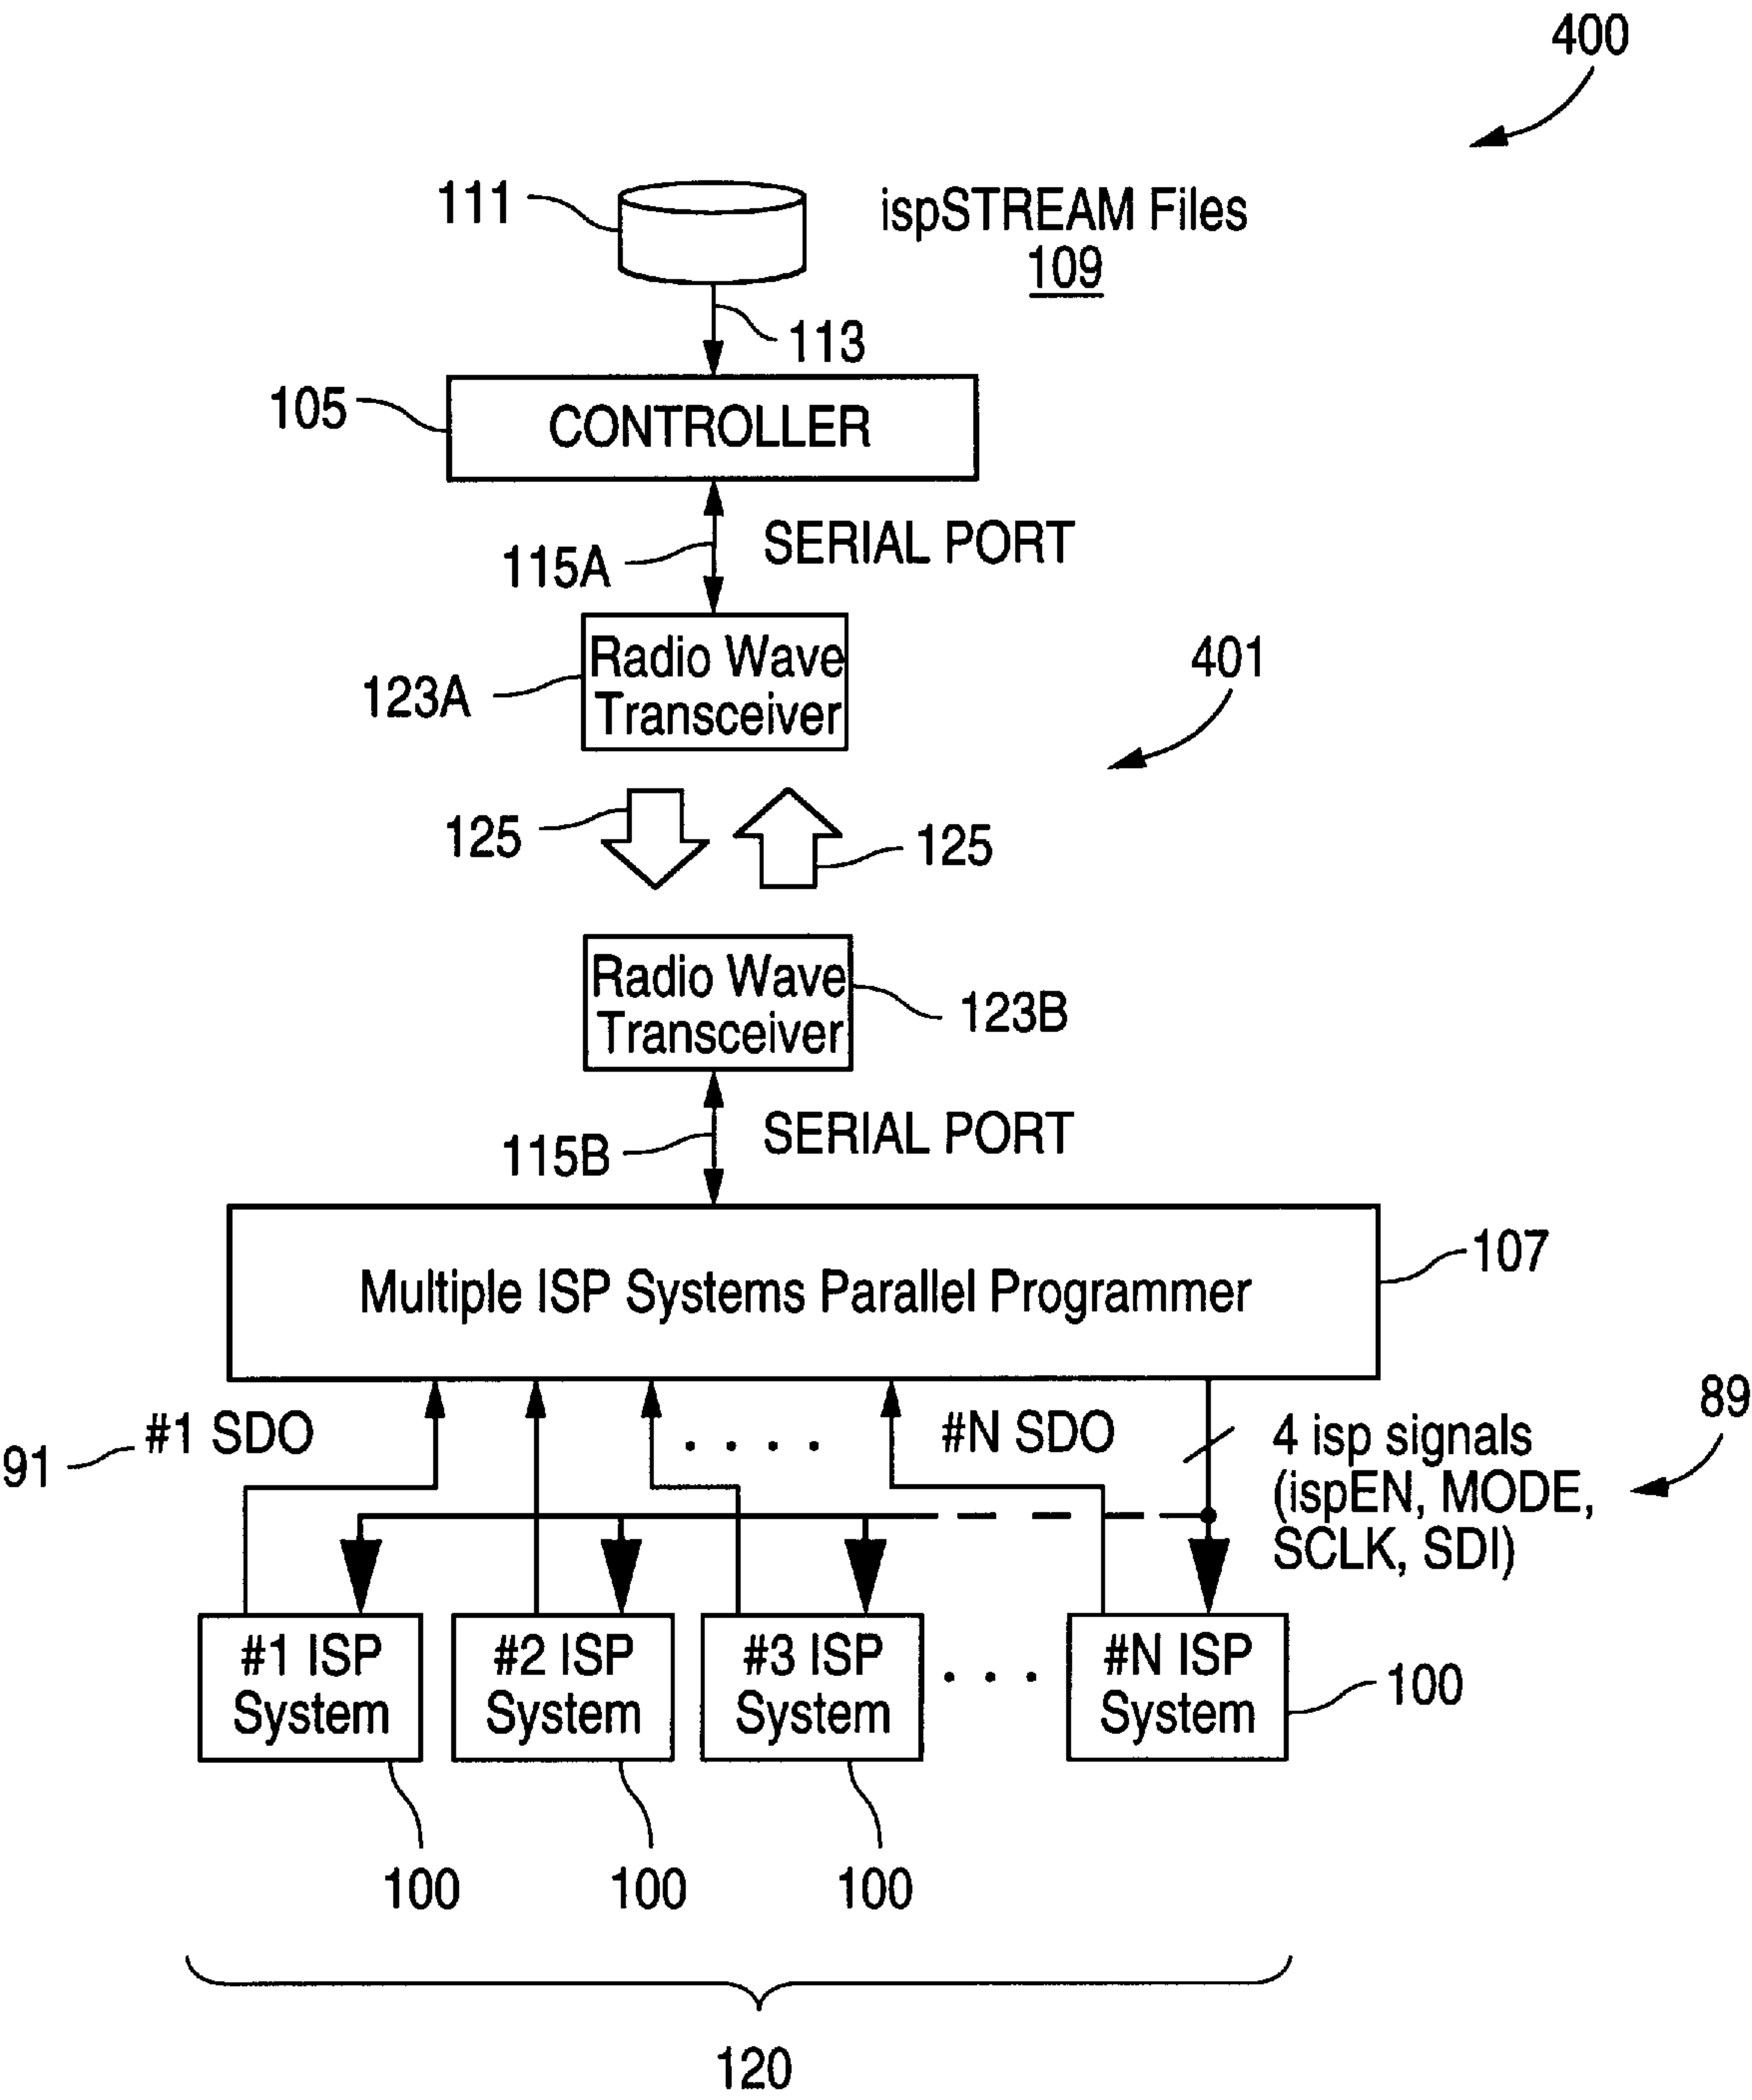 400
111
ispSTREAM Files
109
113
105
CONTROLLER
SERIAL PORT
115A
Radio Wave
Transceiver
123A
401
125
125
Radio Wave
Transceiver
123B
SERIAL PORT
115B
107
Multiple ISP Systems Parallel Programmer
89
91
#1 SDO
. . . .
#N SDO
4 isp signals
(ispEN, MODE,
SCLK, SDI)
#1 ISP
System
#2 ISP
System
#3 ISP
System
. . .
#N ISP
System
100
100
100
100
120